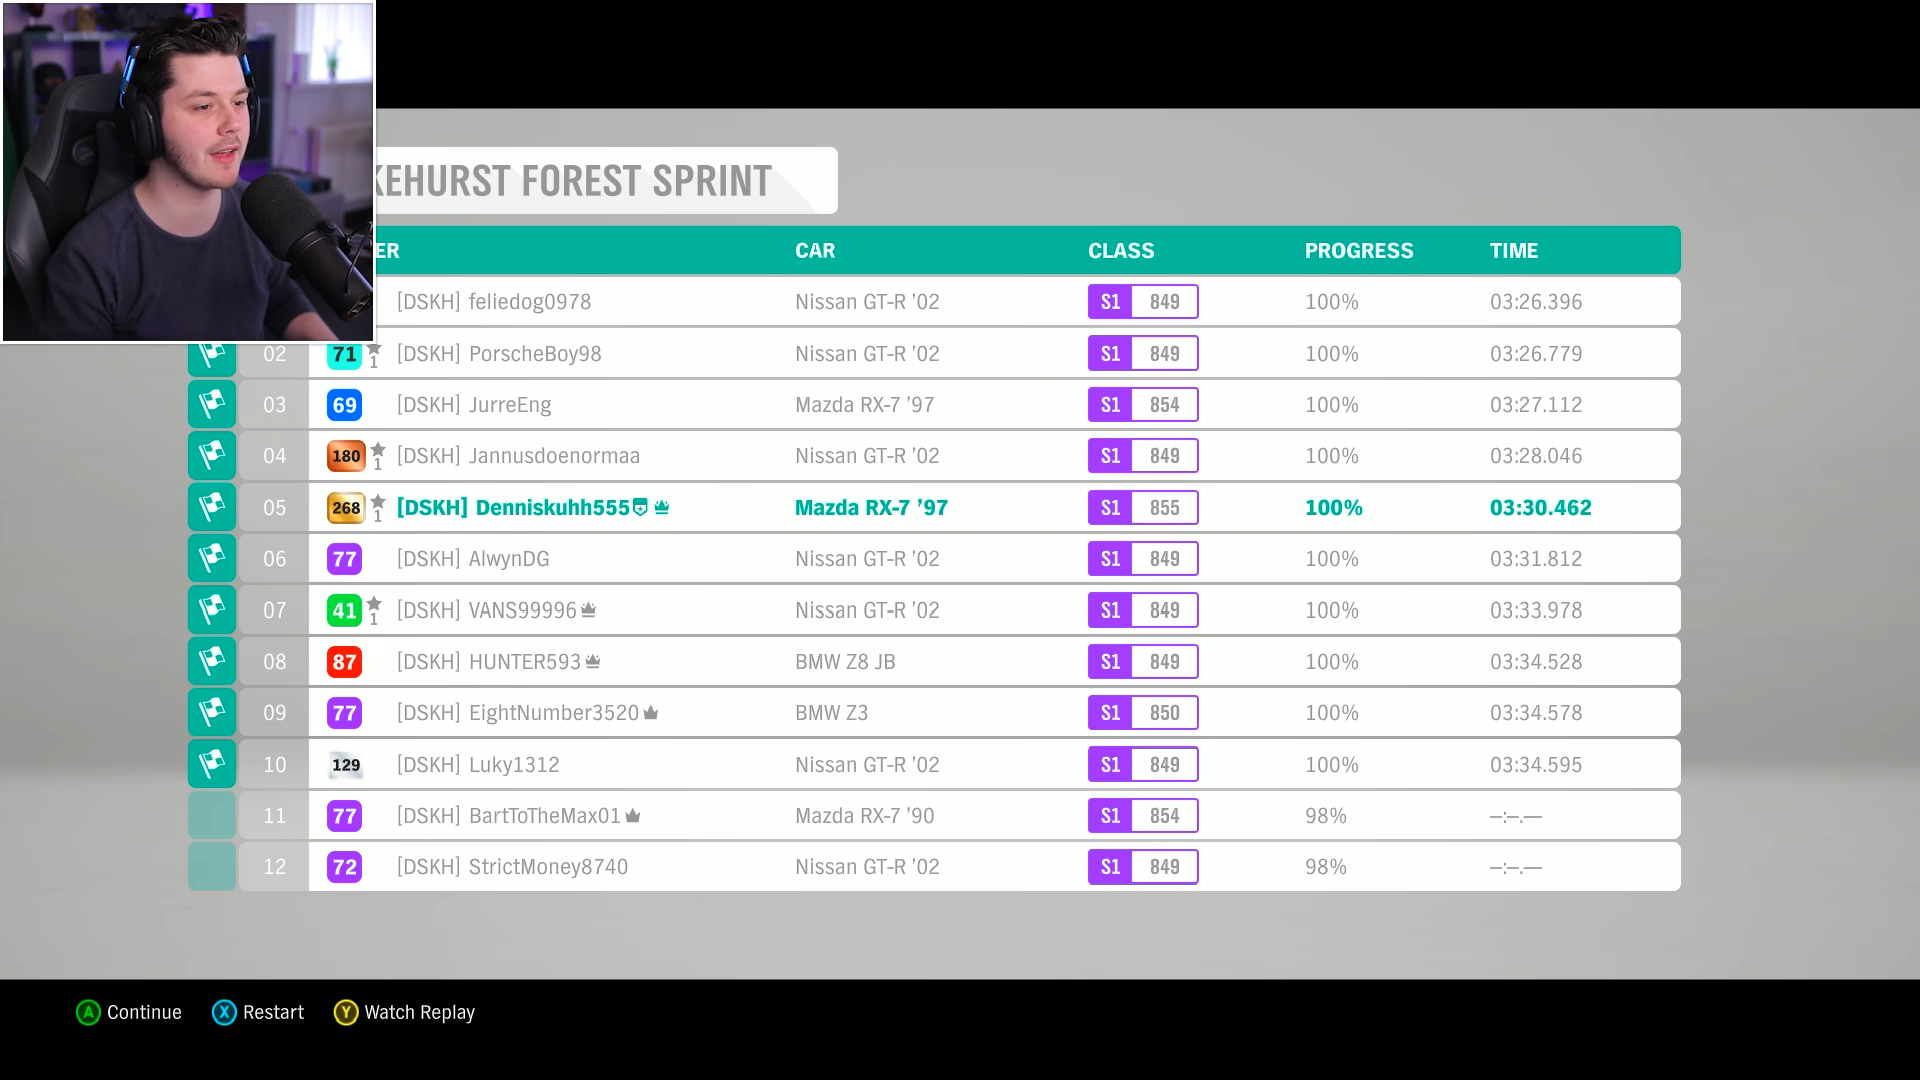 KEHURST FOREST SPRINT
ER CAR CLASS PROGRESS TIME
[DSKH] feliedog0978 Nissan GT-R '02 S1 849 100% 03:26.396
02 71 1 [DSKH] PorscheBoy98 Nissan GT-R '02 S1 849 100% 03:26.779
03 69 [DSKH] JurreEng Mazda RX-7 '97 S1 854 100% 03:27.112
04 180 1 [DSKH] Jannusdoenormaa Nissan GT-R '02 S1 849 100% 03:28.046
05 268 1 [DSKH] Denniskuhh555 Mazda RX-7 '97 S1 855 100% 03:30.462
06 77 [DSKH] AlwynDG Nissan GT-R '02 S1 849 100% 03:31.812
07 41 1 [DSKH] VANS99996 Nissan GT-R '02 S1 849 100% 03:33.978
08 87 [DSKH] HUNTER593 BMW Z8 JB S1 849 100% 03:34.528
09 77 [DSKH] EightNumber3520 BMW Z3 S1 850 100% 03:34.578
10 129 [DSKH] Luky1312 Nissan GT-R '02 S1 849 100% 03:34.595
11 77 [DSKH] BartToTheMax01 Mazda RX-7 '90 S1 854 98% --:--.---
12 72 [DSKH] StrictMoney8740 Nissan GT-R '02 S1 849 98% --:--.---
A Continue X Restart Y Watch Replay